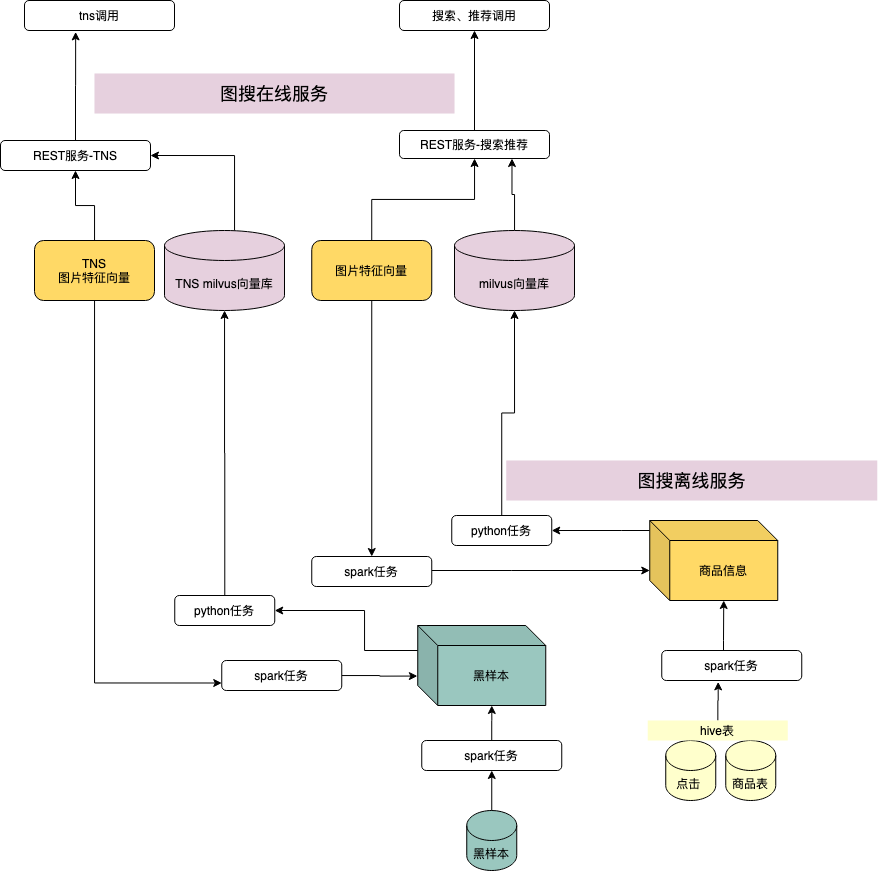 tns调用
搜索、推荐调用
图搜在线服务
REST服务-TNS
REST服务-搜索推荐
TNS
图片特征向量
TNS milvus向量库
图片特征向量
milvus向量库
图搜离线服务
python任务
spark任务
商品信息
python任务
spark任务
黑样本
spark任务
hive表
spark任务
点击
商品表
黑样本